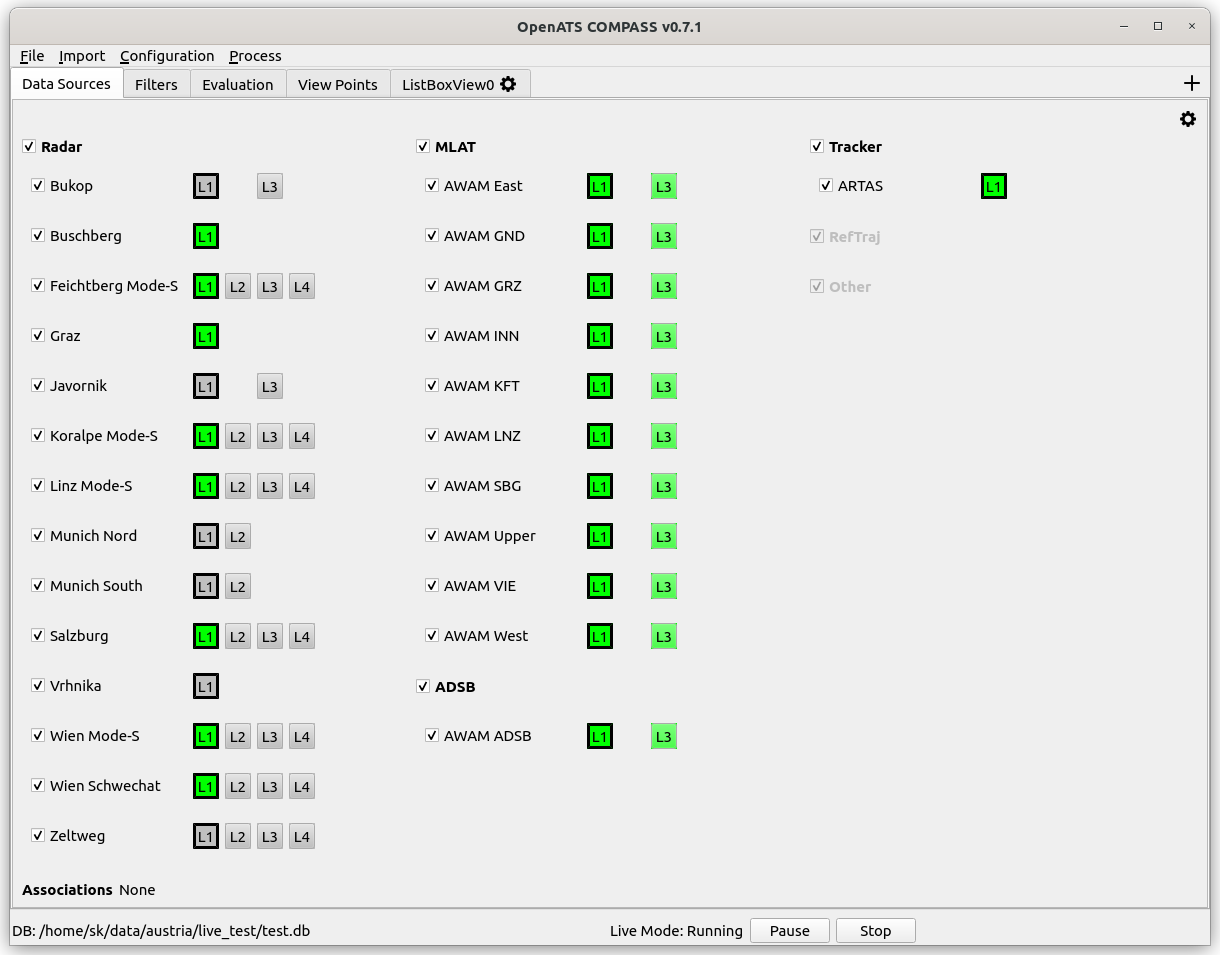 OpenATS COMPASS v0.7.1
File Import Configuration Process
Data Sources Filters Evaluation View Points ListBoxView0
Radar MLAT Tracker
Bukop L1 L3 AWAM East L1 L3 ARTAS L1
Buschberg L1 AWAM GND L1 L3 RefTraj
Feichtberg Mode-S L1 L2 L3 L4 AWAM GRZ L1 L3 Other
Graz L1 AWAM INN L1 L3
Javornik L1 L3 AWAM KFT L1 L3
Koralpe Mode-S L1 L2 L3 L4 AWAM LNZ L1 L3
Linz Mode-S L1 L2 L3 L4 AWAM SBG L1 L3
Munich Nord L1 L2 AWAM Upper L1 L3
Munich South L1 L2 AWAM VIE L1 L3
Salzburg L1 L2 L3 L4 AWAM West L1 L3
Vrhnika L1 ADSB
Wien Mode-S L1 L2 L3 L4 AWAM ADSB L1 L3
Wien Schwechat L1 L2 L3 L4
Zeltweg L1 L2 L3 L4
Associations None
DB: /home/sk/data/austria/live_test/test.db Live Mode: Running Pause Stop